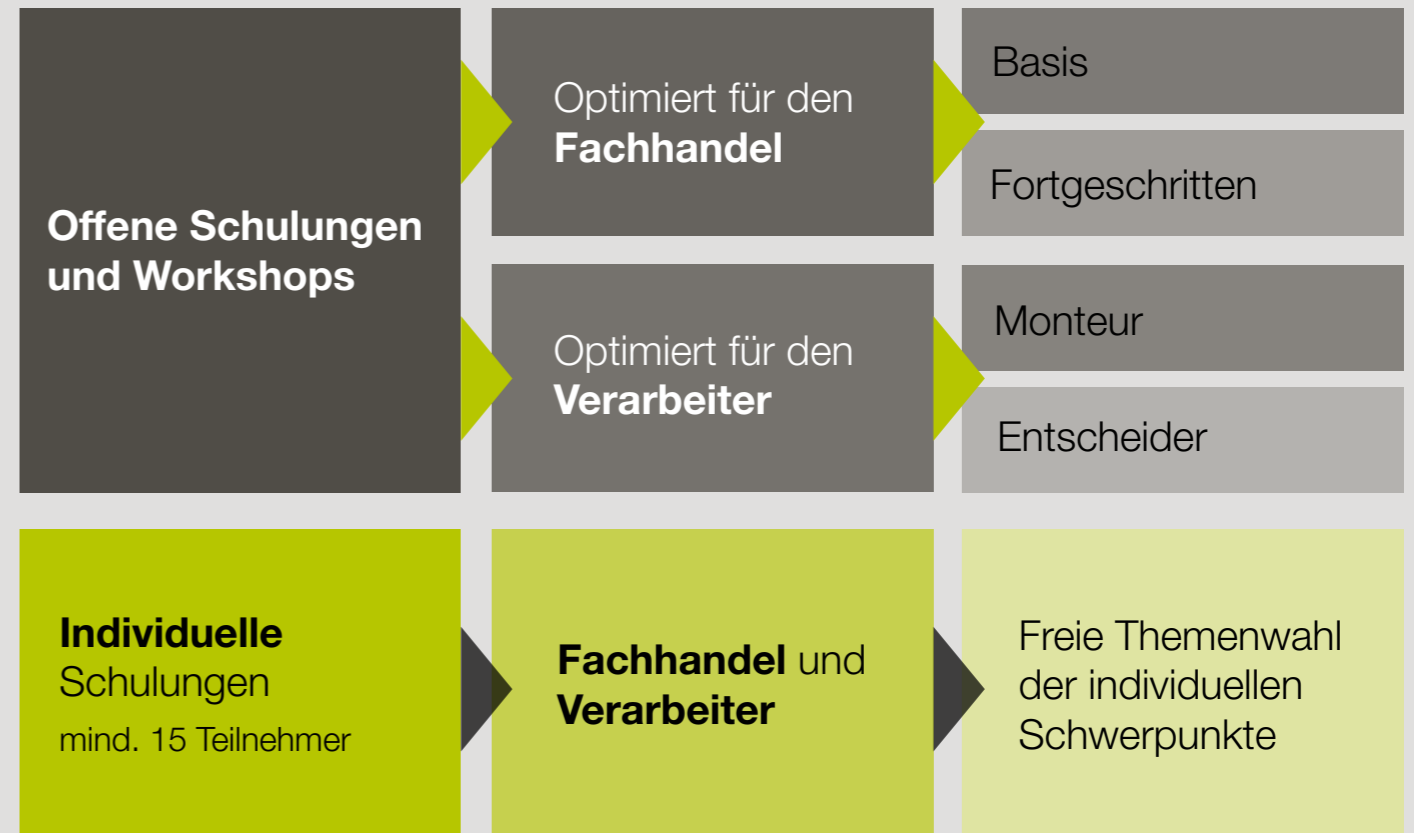 Offene Schulungen
und Workshops
Optimiert für den
Fachhandel
Basis
Fortgeschritten
Optimiert für den
Verarbeiter
Monteur
Entscheider
Individuelle
Schulungen
mind. 15 Teilnehmer
Fachhandel und
Verarbeiter
Freie Themenwahl
der individuellen
Schwerpunkte